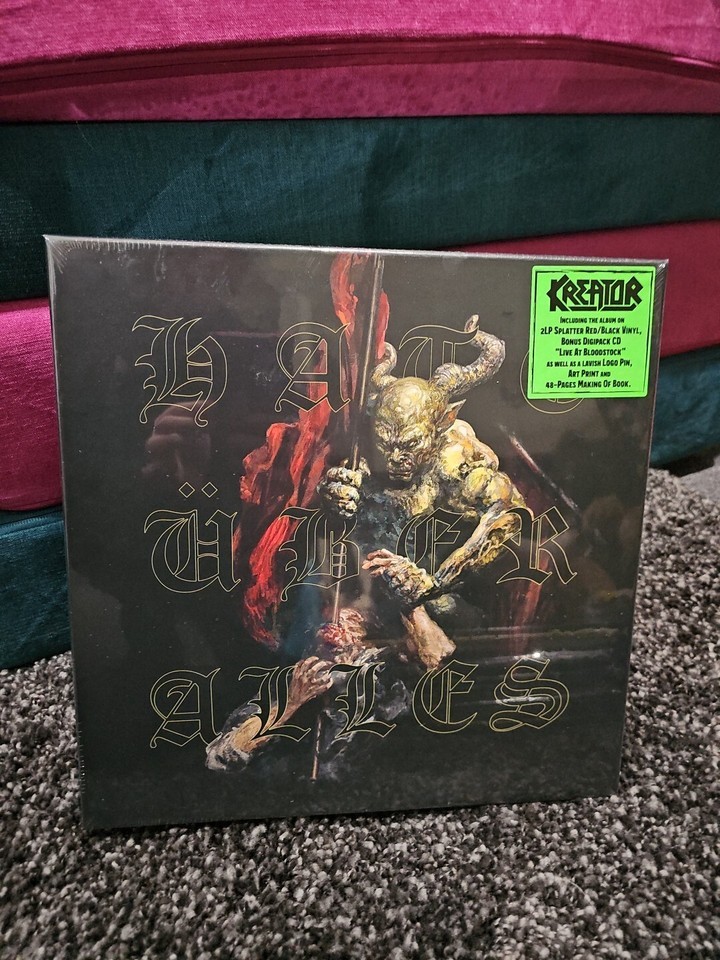 HATE
ÜBER
ALLES
KREATOR
INCLUDING THE ALBUM ON
2LP SPLATTER RED/BLACK VINYL,
BONUS DIGIPACK CD
"LIVE AT BLOODSTOCK"
AS WELL AS A LAVISH LOGO PIN,
ART PRINT AND
48-PAGES MAKING OF BOOK.